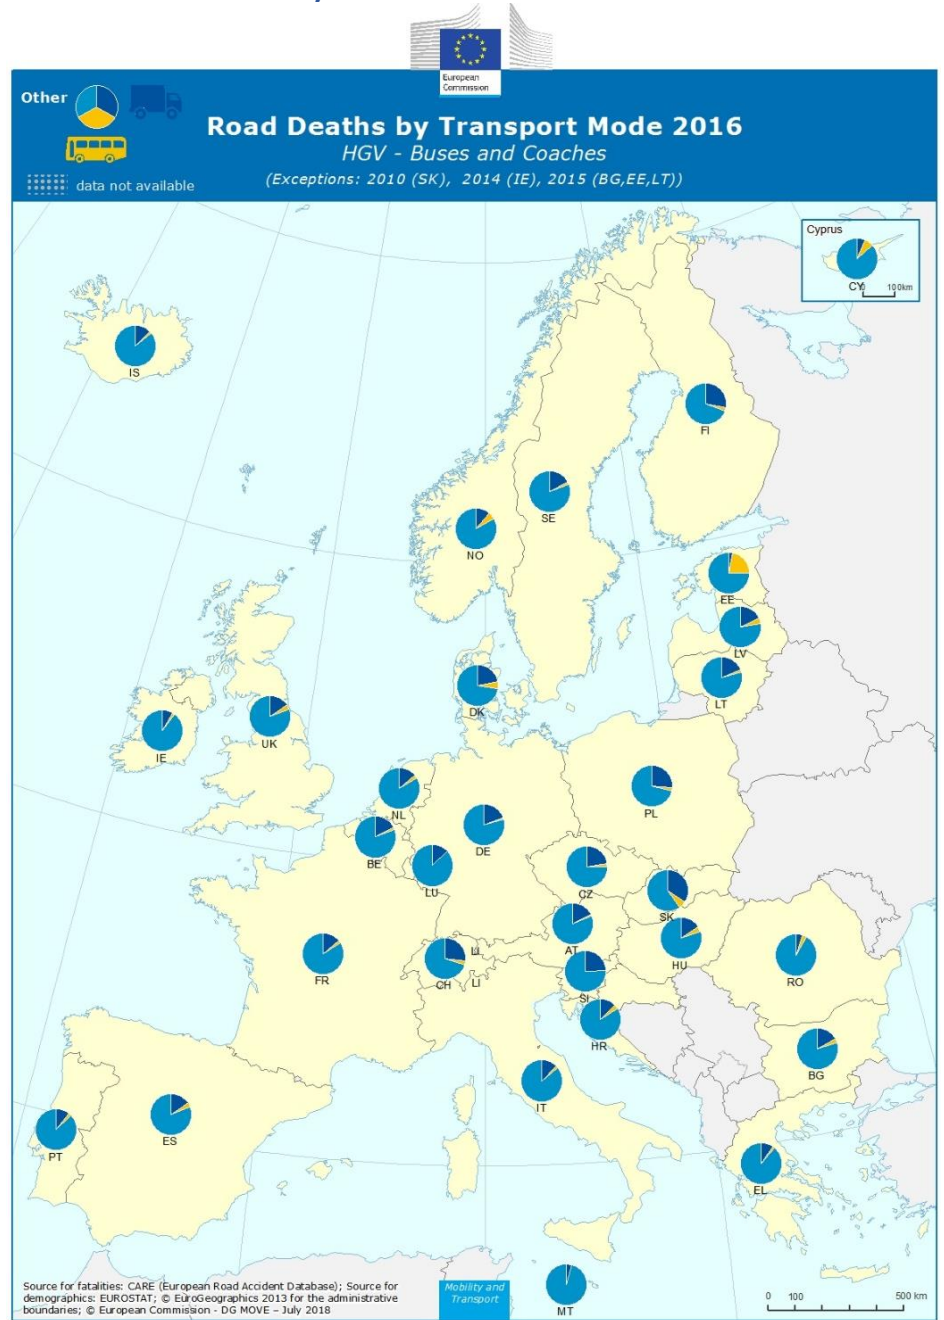 European
Commission
Other
Road Deaths by Transport Mode 2016
HGV - Buses and Coaches
(Exceptions: 2010 (SK), 2014 (IE), 2015 (BG,EE,LT))
data not available
Cyprus
CY
0 100km
IS
FI
SE
NO
EE
LV
LT
DK
IE
UK
NL
PL
DE
BE
LU
CZ
SK
AT
HU
FR
CH
LI
LI
SI
RO
HR
BG
IT
ES
PT
EL
MT
Source for fatalities: CARE (European Road Accident Database); Source for
demographics: EUROSTAT; © EuroGeographics 2013 for the administrative
boundaries; © European Commission - DG MOVE – July 2018
Mobility and
Transport
0 100 500 km